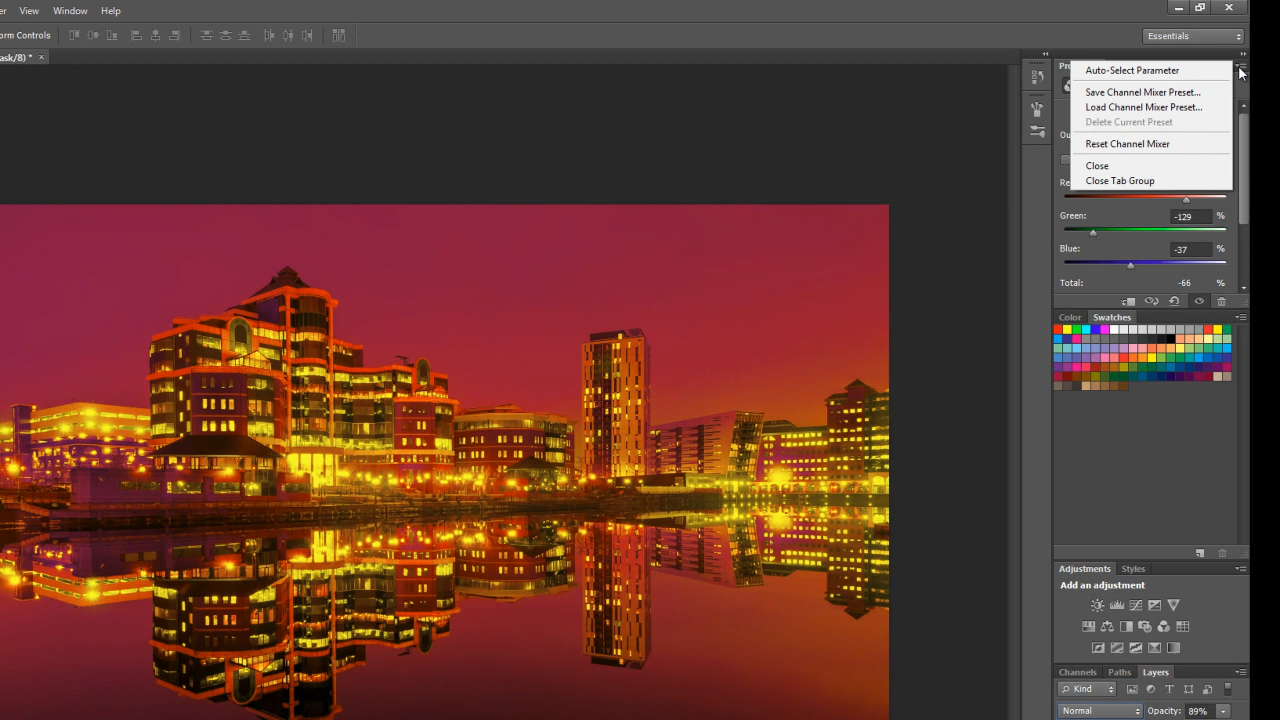 View Window Help
Controls
Essentials
ask/8) * ×
Auto-Select Parameter
Save Channel Mixer Preset...
Load Channel Mixer Preset...
Delete Current Preset
Reset Channel Mixer
Close
Close Tab Group
Green: -129 %
Blue: -37 %
Total: -66 %
Color Swatches
Adjustments Styles
Add an adjustment
Channels Paths Layers
Kind
Normal Opacity: 89%